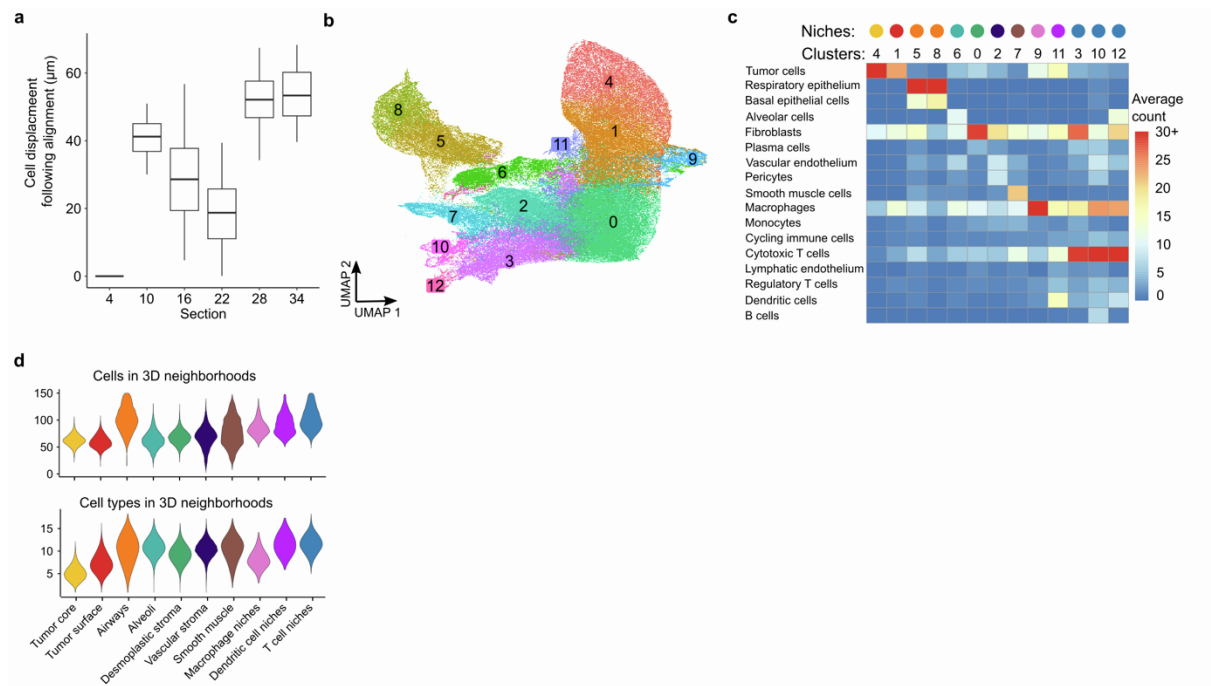 a
Cell displacmeent
following alignment (µm)
60
40
20
0
4 10 16 22 28 34
Section
b
8
5
4
1
11
9
6
2
7
0
10
3
12
UMAP 2
UMAP 1
c
Niches:
Clusters: 4 1 5 8 6 0 2 7 9 11 3 10 12
Tumor cells
Respiratory epithelium
Basal epithelial cells
Alveolar cells
Fibroblasts
Plasma cells
Vascular endothelium
Pericytes
Smooth muscle cells
Macrophages
Monocytes
Cycling immune cells
Cytotoxic T cells
Lymphatic endothelium
Regulatory T cells
Dendritic cells
B cells
Average
count
30+
25
20
15
10
5
0
d
Cells in 3D neighborhoods
150
100
50
0
Cell types in 3D neighborhoods
15
10
5
Tumor core
Tumor surface
Airways
Alveoli
Desmoplastic stroma
Vascular stroma
Smooth muscle
Macrophage niches
Dendritic cell niches
T cell niches